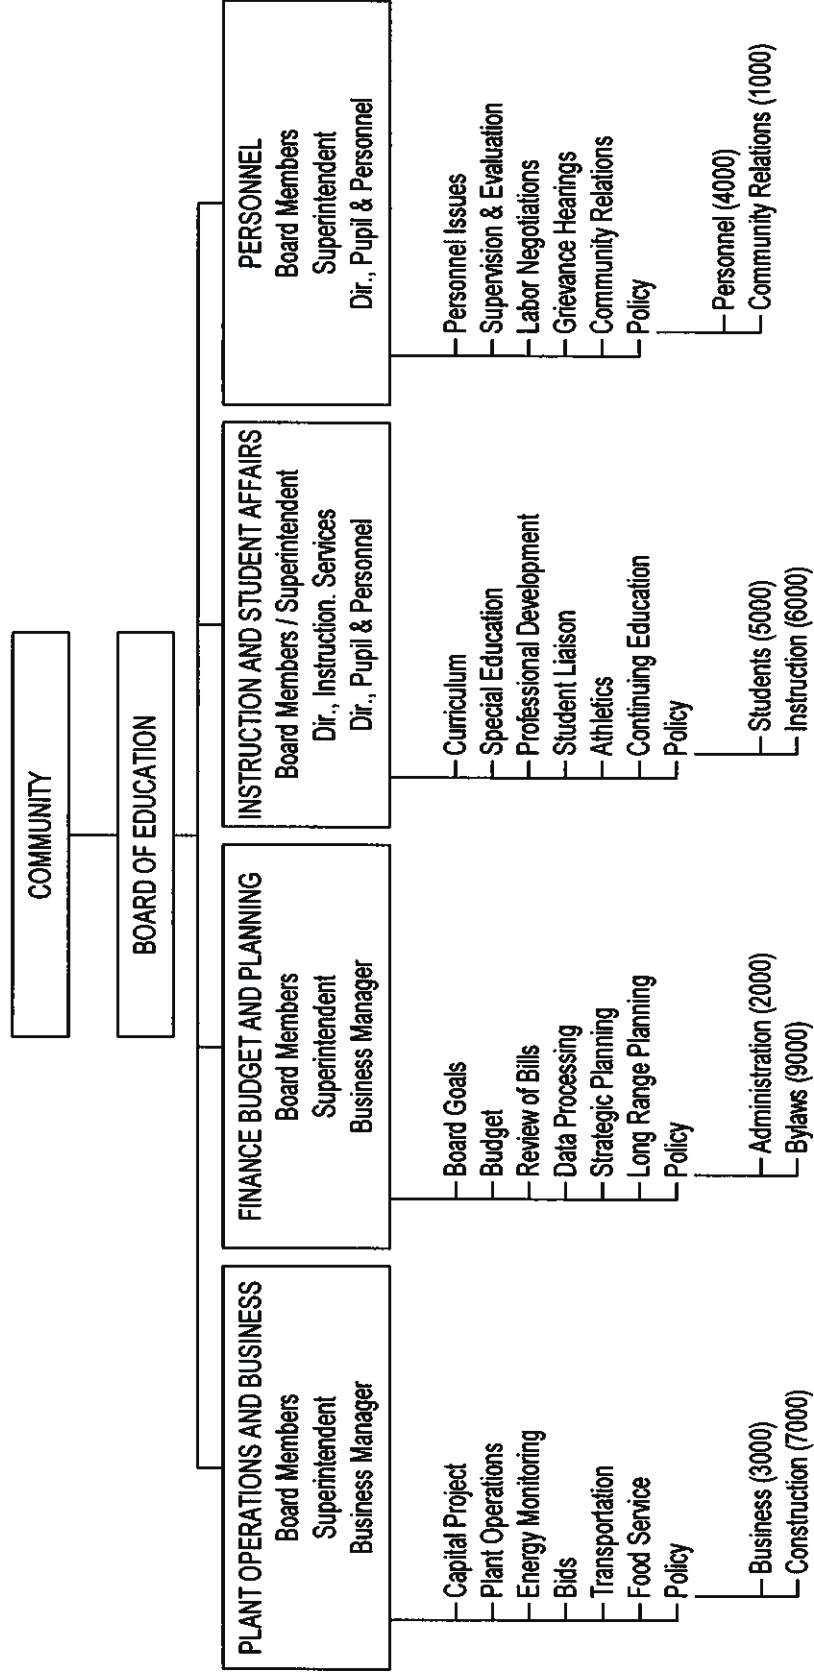 COMMUNITY
BOARD OF EDUCATION
PLANT OPERATIONS AND BUSINESS
Board Members
Superintendent
Business Manager
Capital Project
Plant Operations
Energy Monitoring
Bids
Transportation
Food Service
Policy
Business (3000)
Construction (7000)
FINANCE BUDGET AND PLANNING
Board Members
Superintendent
Business Manager
Board Goals
Budget
Review of Bills
Data Processing
Strategic Planning
Long Range Planning
Policy
Administration (2000)
Bylaws (9000)
INSTRUCTION AND STUDENT AFFAIRS
Board Members / Superintendent
Dir., Instruction. Services
Dir., Pupil & Personnel
Curriculum
Special Education
Professional Development
Student Liaison
Athletics
Continuing Education
Policy
Students (5000)
Instruction (6000)
PERSONNEL
Board Members
Superintendent
Dir., Pupil & Personnel
Personnel Issues
Supervision & Evaluation
Labor Negotiations
Grievance Hearings
Community Relations
Policy
Personnel (4000)
Community Relations (1000)